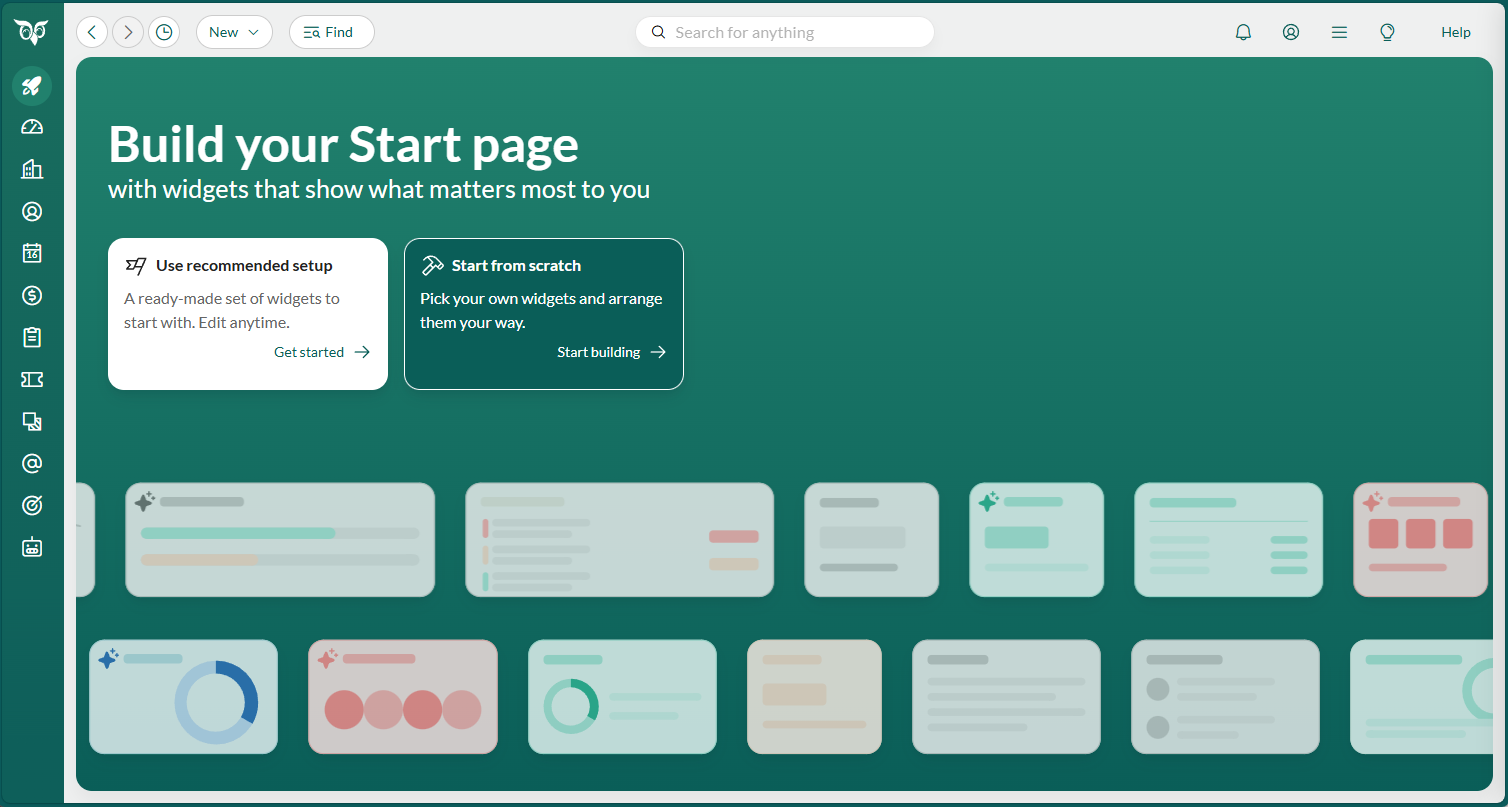 New
Find
Search for anything
Help
Build your Start page
with widgets that show what matters most to you
Use recommended setup
A ready-made set of widgets to
start with. Edit anytime.
Get started
Start from scratch
Pick your own widgets and arrange
them your way.
Start building
16